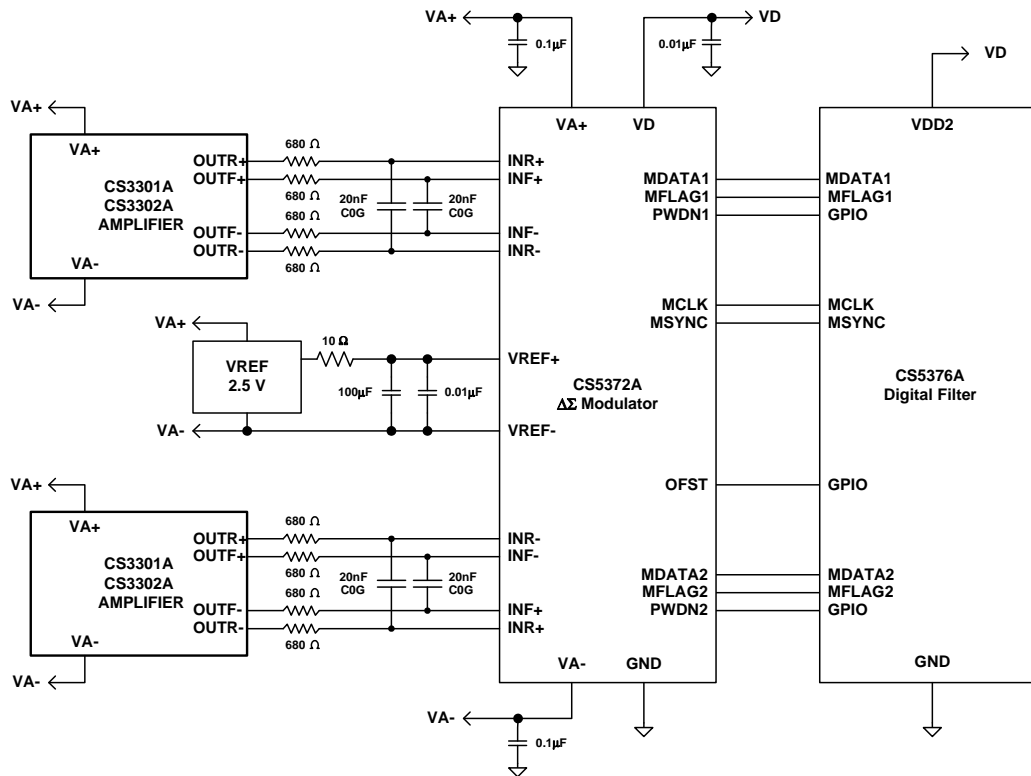 VA+
0.1µF
0.01µF
VD
VD
VA+
VA+
CS3301A
CS3302A
AMPLIFIER
VA-
VA-
OUTR+
OUTF+
OUTF-
OUTR-
680 Ω
680 Ω
680 Ω
680 Ω
20nF
C0G
20nF
C0G
INR+
INF+
INF-
INR-
VA+
VREF
2.5 V
VA-
10 Ω
100µF
0.01µF
VREF+
VREF-
VA+
VA+
CS3301A
CS3302A
AMPLIFIER
VA-
VA-
OUTR+
OUTF+
OUTF-
OUTR-
680 Ω
680 Ω
680 Ω
680 Ω
20nF
C0G
20nF
C0G
INR-
INF-
INF+
INR+
VA+
VD
CS5372A
ΔΣ Modulator
MDATA1
MFLAG1
PWDN1
MCLK
MSYNC
OFST
MDATA2
MFLAG2
PWDN2
VA-
GND
VA-
0.1µF
VDD2
MDATA1
MFLAG1
GPIO
MCLK
MSYNC
CS5376A
Digital Filter
GPIO
MDATA2
MFLAG2
GPIO
GND